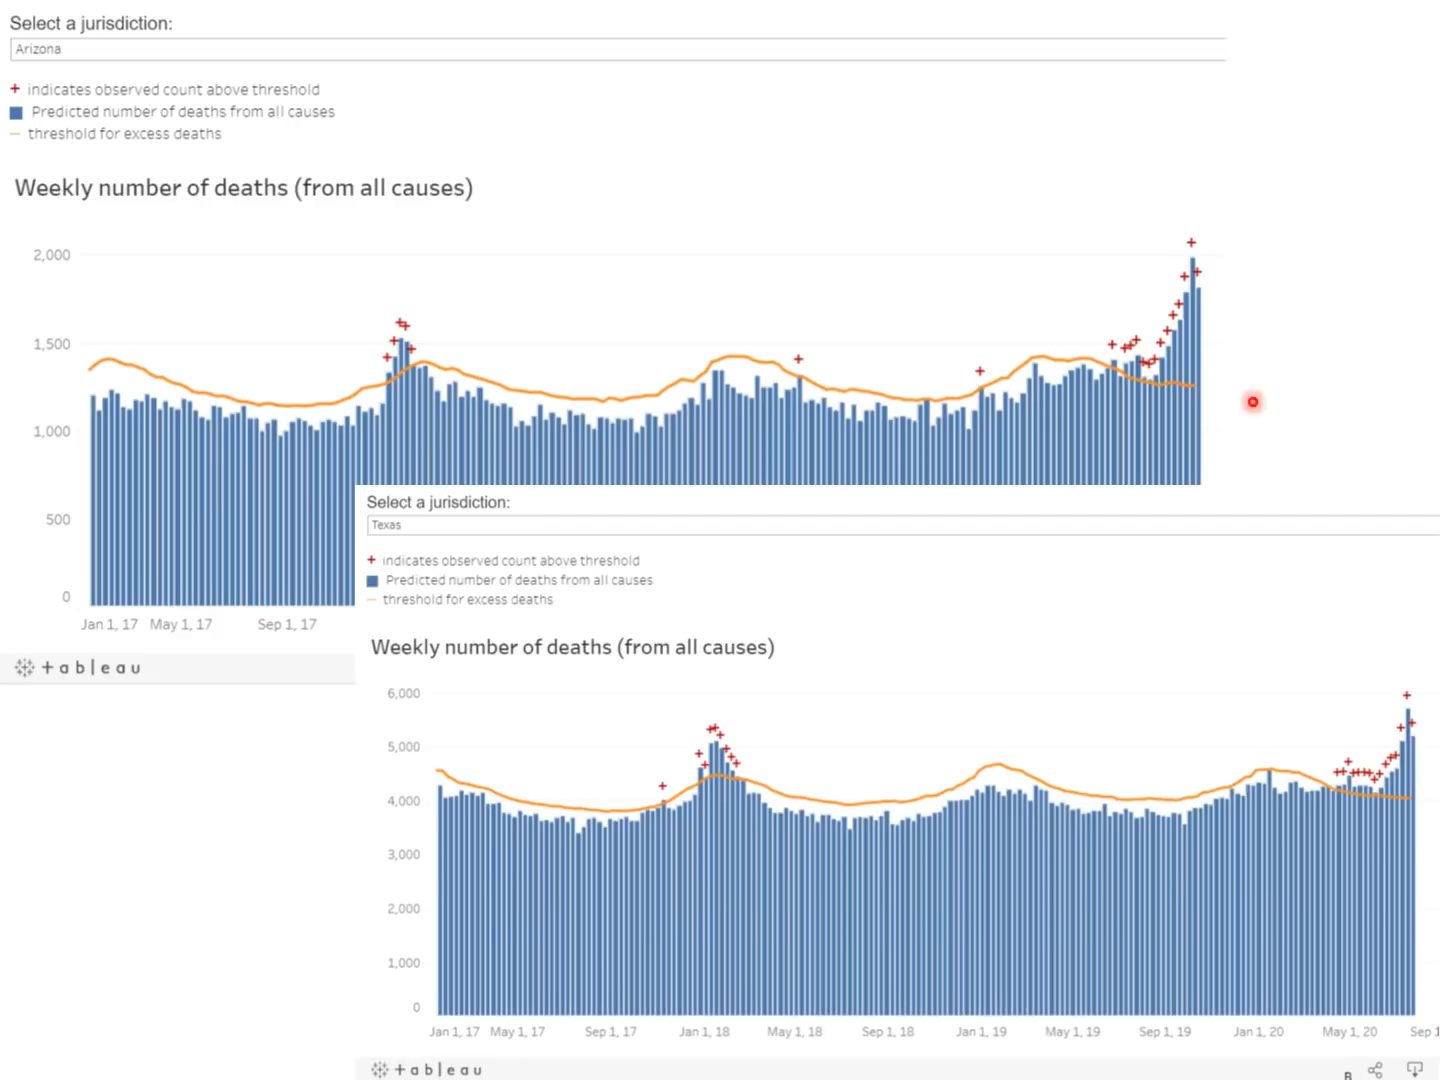 Select a jurisdiction:
Arizona
+ indicates observed count above threshold
Predicted number of deaths from all causes
threshold for excess deaths
Weekly number of deaths (from all causes)
2,000
1,500
1,000
500
0
Jan 1, 17 May 1, 17 Sep 1, 17
+ a b | e a u
Select a jurisdiction:
Texas
+ indicates observed count above threshold
Predicted number of deaths from all causes
threshold for excess deaths
Weekly number of deaths (from all causes)
6,000
5,000
4,000
3,000
2,000
1,000
0
Jan 1, 17 May 1, 17 Sep 1, 17 Jan 1, 18 May 1, 18 Sep 1, 18 Jan 1, 19 May 1, 19 Sep 1, 19 Jan 1, 20 May 1, 20 Sep 1
+ a b | e a u